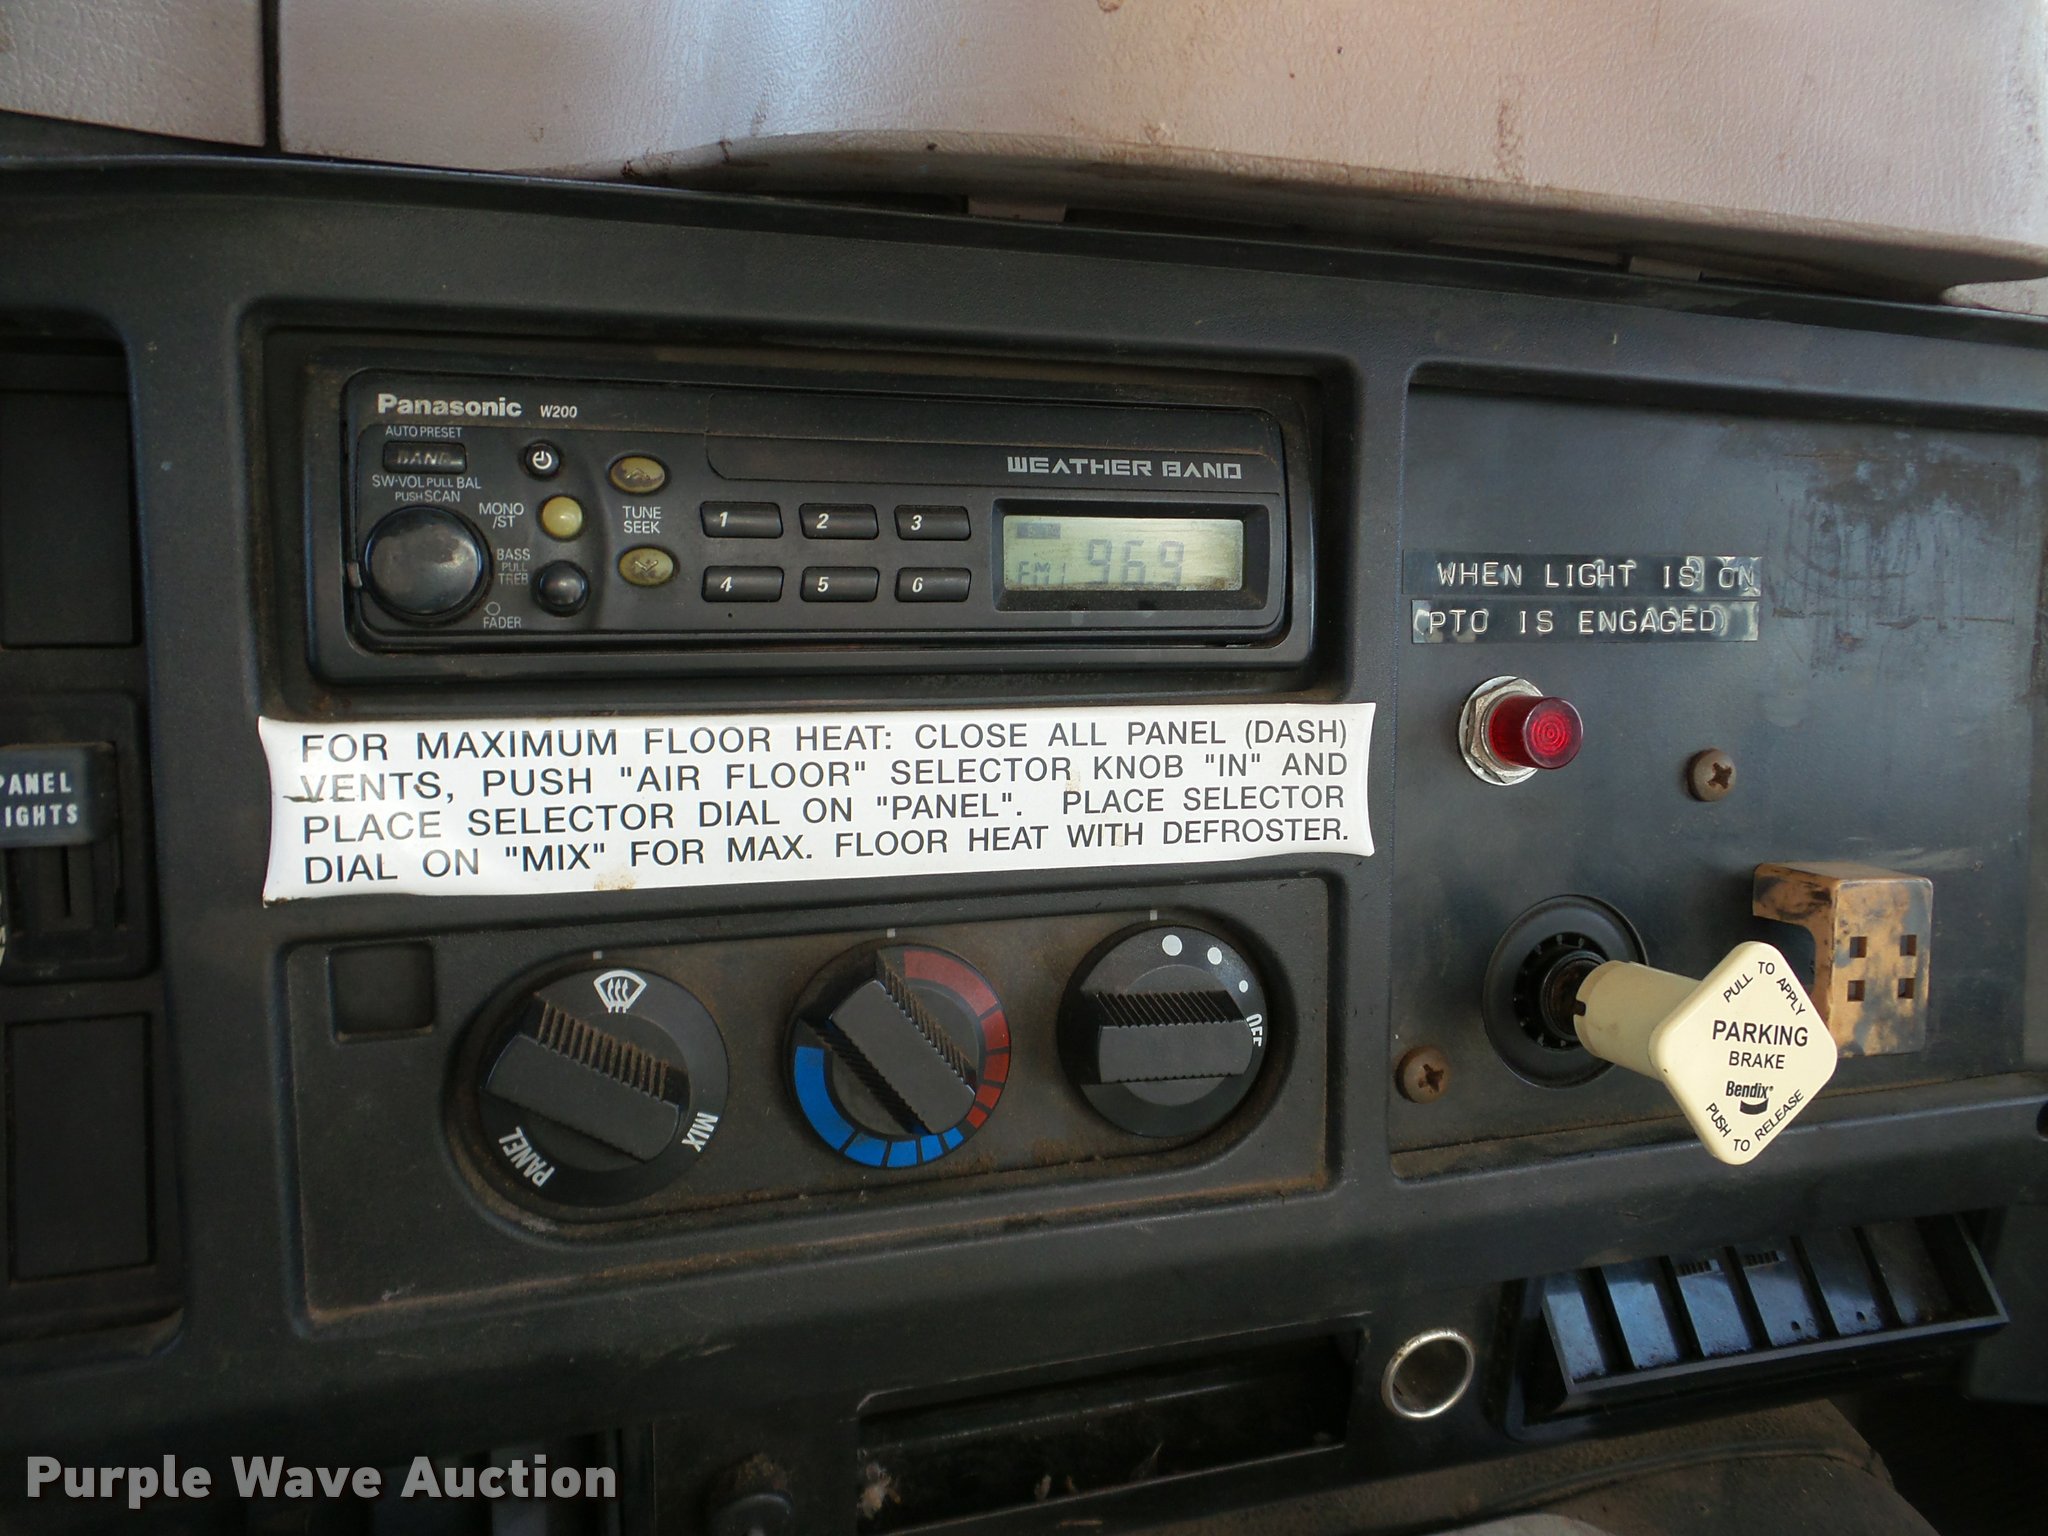 Panasonic W200
AUTO PRESET
BAND
SW·VOL PULL BAL
PUSH SCAN
MONO
/ST
BASS
PULL
TREB
FADER
TUNE
SEEK
1 2 3
4 5 6
WEATHER BAND
FM1 969
WHEN LIGHT IS ON
PTO IS ENGAGED
PANEL
LIGHTS
FOR MAXIMUM FLOOR HEAT: CLOSE ALL PANEL (DASH)
VENTS, PUSH "AIR FLOOR" SELECTOR KNOB "IN" AND
PLACE SELECTOR DIAL ON "PANEL". PLACE SELECTOR
DIAL ON "MIX" FOR MAX. FLOOR HEAT WITH DEFROSTER.
PANEL
MIX
OFF
PULL TO APPLY
PARKING
BRAKE
Bendix®
PUSH TO RELEASE
Purple Wave Auction